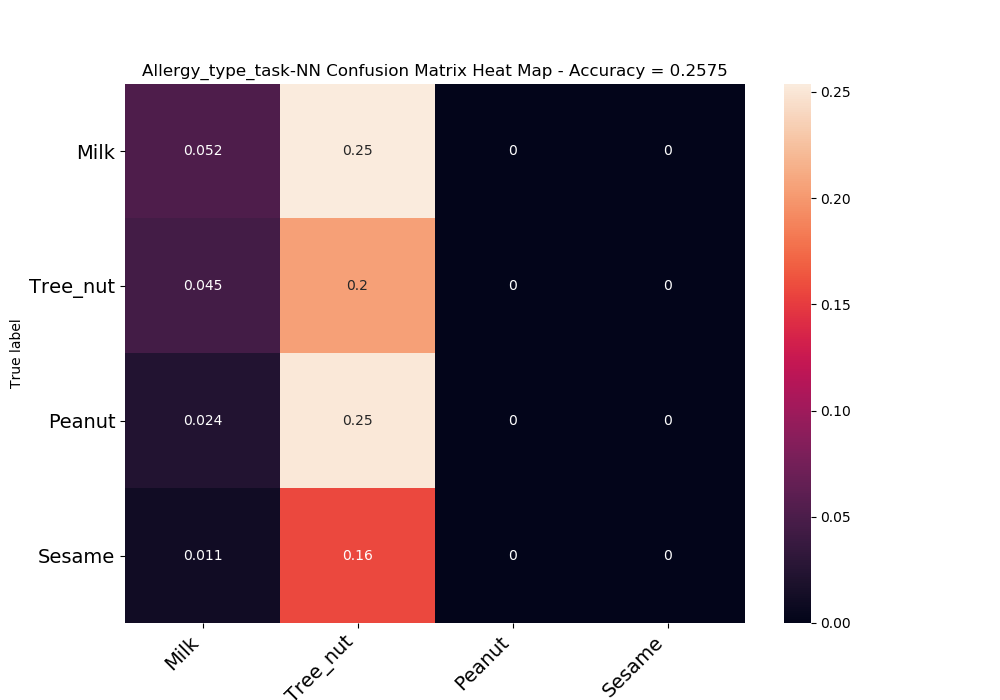 Allergy_type_task-NN Confusion Matrix Heat Map - Accuracy = 0.2575
True label
Milk 0.052 0.25 0 0
Tree_nut 0.045 0.2 0 0
Peanut 0.024 0.25 0 0
Sesame 0.011 0.16 0 0
Milk Tree_nut Peanut Sesame
0.25
0.20
0.15
0.10
0.05
0.00